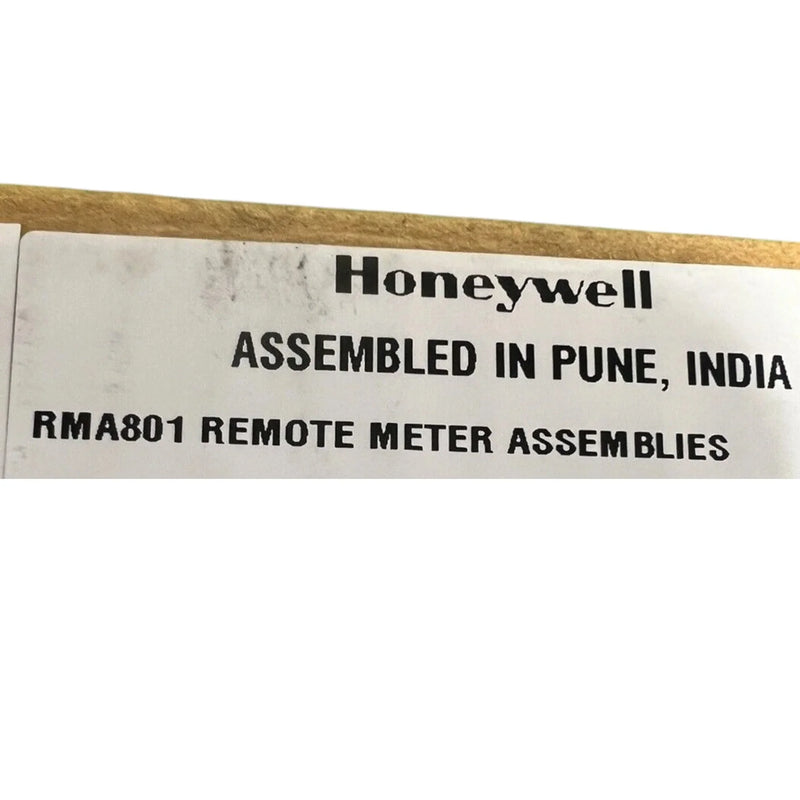 Honeywell
ASSEMBLED IN PUNE, INDIA
RMA801 REMOTE METER ASSEMBLIES